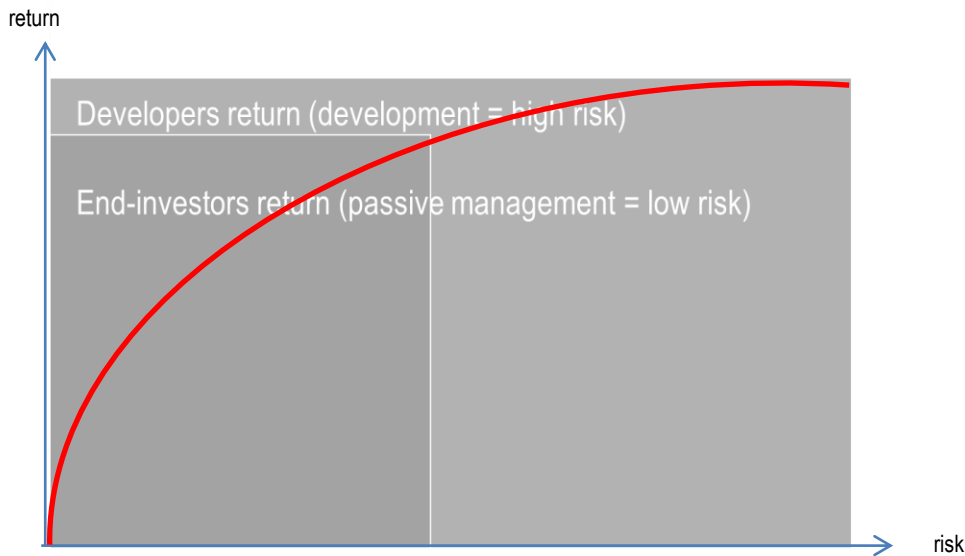 return
Developers return (development = high risk)
End-investors return (passive management = low risk)
risk